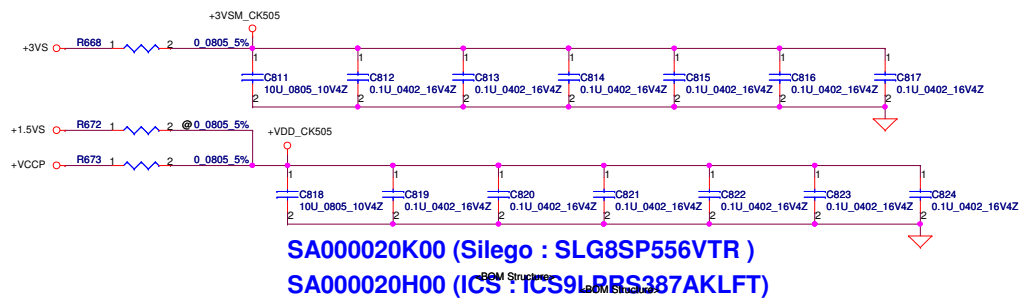 +3VSM_CK505
+3VS R668 1 2 0_0805_5%
1 1 1 1 1 1 1
C811 C812 C813 C814 C815 C816 C817
10U_0805_10V4Z 0.1U_0402_16V4Z 0.1U_0402_16V4Z 0.1U_0402_16V4Z 0.1U_0402_16V4Z 0.1U_0402_16V4Z 0.1U_0402_16V4Z
2 2 2 2 2 2 2
+1.5VS R672 1 2 @ 0_0805_5%
+VDD_CK505
+VCCP R673 1 2 0_0805_5%
1 1 1 1 1 1 1
C818 C819 C820 C821 C822 C823 C824
10U_0805_10V4Z 0.1U_0402_16V4Z 0.1U_0402_16V4Z 0.1U_0402_16V4Z 0.1U_0402_16V4Z 0.1U_0402_16V4Z 0.1U_0402_16V4Z
2 2 2 2 2 2 2
SA000020K00 (Silego : SLG8SP556VTR )
<BOM Structure>
SA000020H00 (ICS : ICS9LPRS387AKLFT)
<BOM Structure>